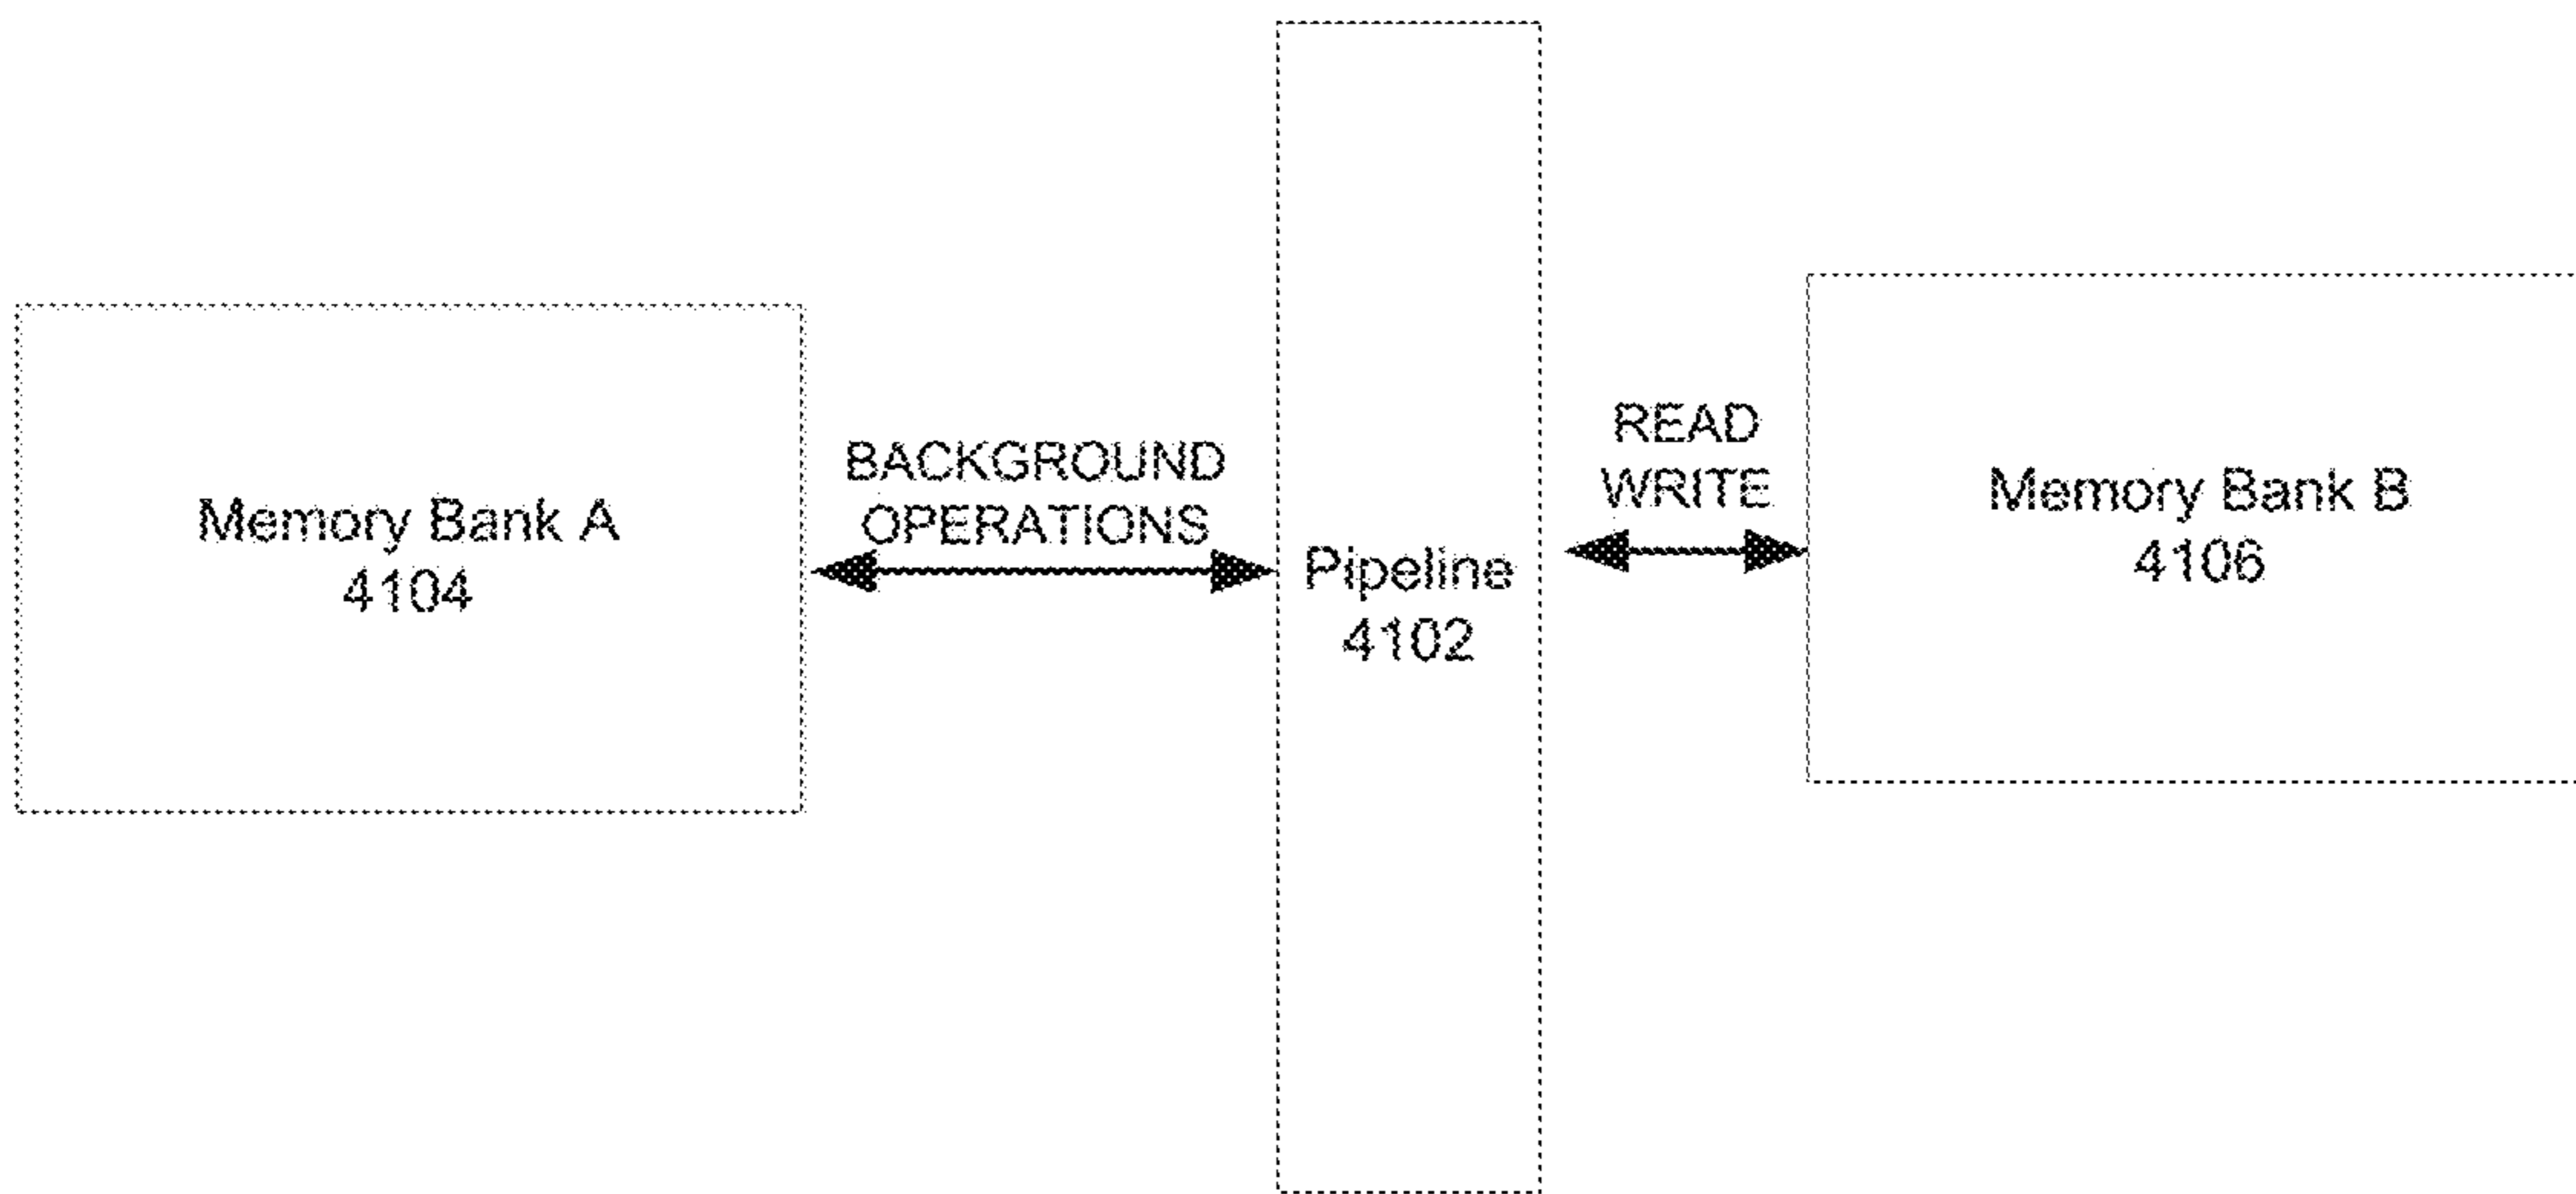 Memory Bank A
4104
BACKGROUND
OPERATIONS
Pipeline
4102
READ
WRITE
Memory Bank B
4106